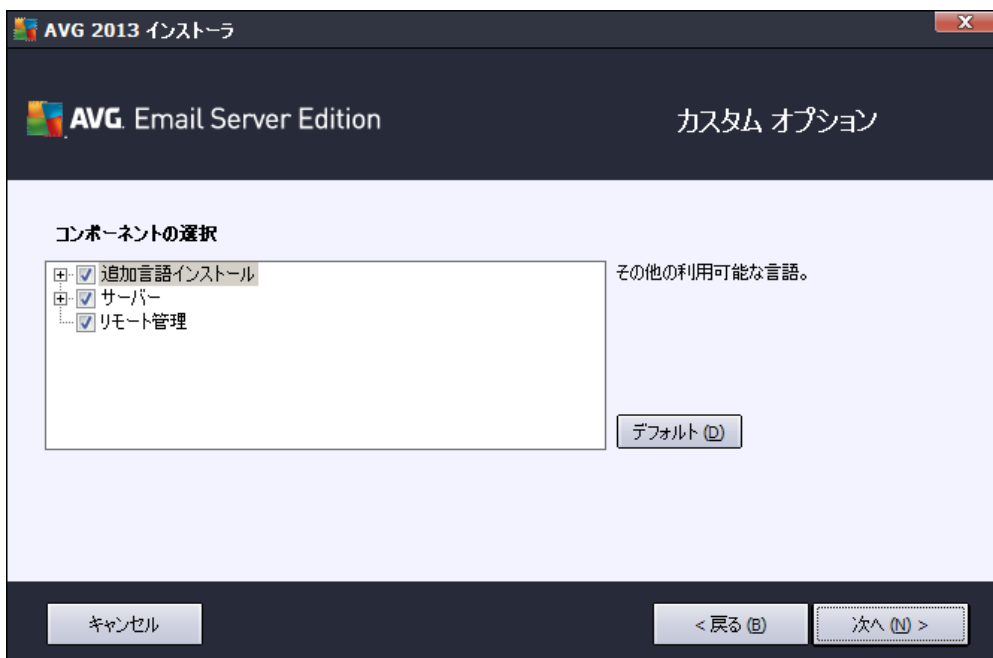 AVG 2013 インストーラ
AVG. Email Server Edition
カスタム オプション
コンポーネントの選択
追加言語インストール
サーバー
リモート管理
その他の利用可能な言語。
デフォルト (D)
キャンセル
< 戻る (B)
次へ (N) >